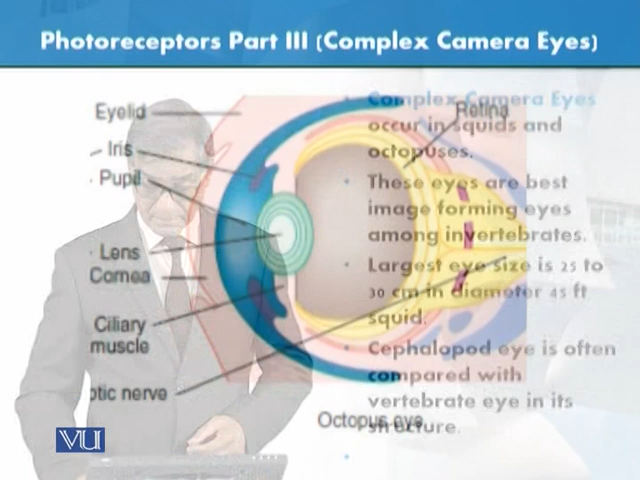 Photoreceptors Part III (Complex Camera Eyes)
Eyelid
Iris
Pupil
Lens
Cornea
Ciliary
muscle
ptic nerve
Retina
Octopus eye
Complex Camera Eyes
occur in squids and
octopuses.
These eyes are best
image forming eyes
among invertebrates.
Largest eye size is 25 to
30 cm in diameter 45 ft
squid.
Cephalopod eye is often
compared with
vertebrate eye in its
structure.
VU